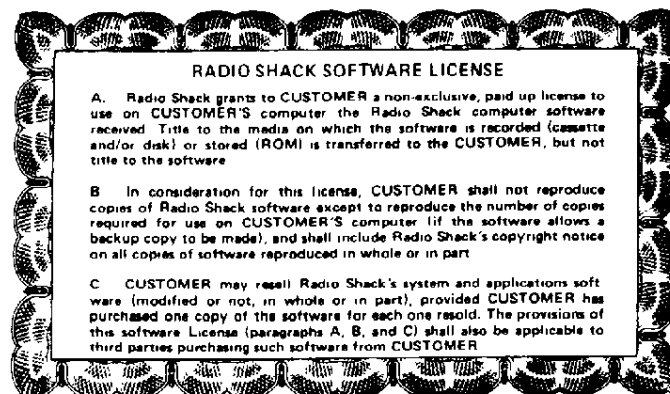 RADIO SHACK SOFTWARE LICENSE
A. Radio Shack grants to CUSTOMER a non-exclusive, paid up license to
use on CUSTOMER'S computer the Radio Shack computer software
received. Title to the media on which the software is recorded (cassette
and/or disk) or stored (ROM) is transferred to the CUSTOMER, but not
title to the software
B In consideration for this license, CUSTOMER shall not reproduce
copies of Radio Shack software except to reproduce the number of copies
required for use on CUSTOMER'S computer (if the software allows a
backup copy to be made), and shall include Radio Shack's copyright notice
on all copies of software reproduced in whole or in part
C CUSTOMER may resell Radio Shack's system and applications soft
ware (modified or not, in whole or in part), provided CUSTOMER has
purchased one copy of the software for each one resold. The provisions of
this software License (paragraphs A, B, and C) shall also be applicable to
third parties purchasing such software from CUSTOMER